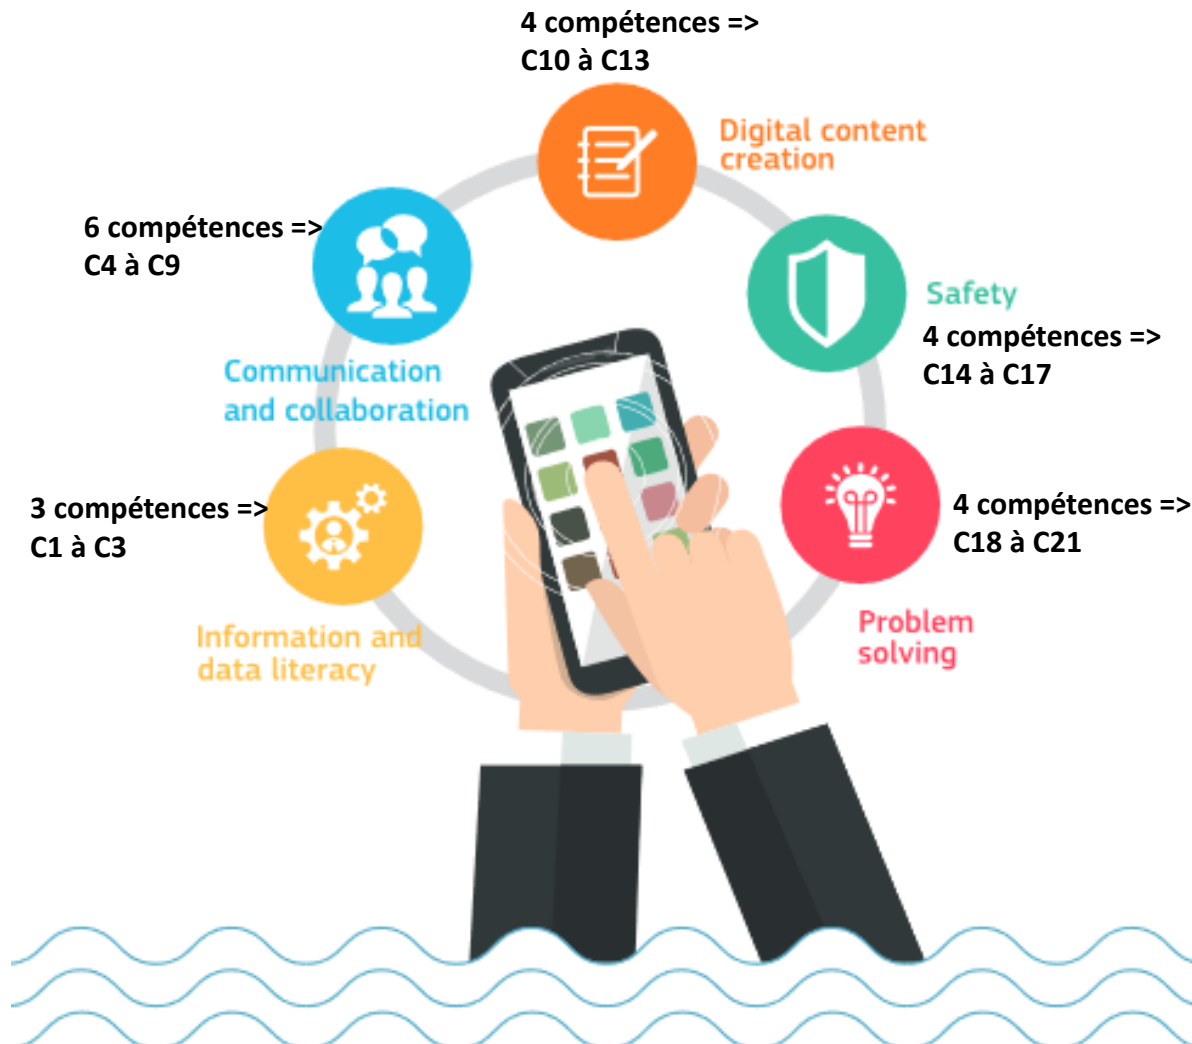 4 compétences =>
C10 à C13
Digital content
creation
6 compétences =>
C4 à C9
Communication
and collaboration
Safety
4 compétences =>
C14 à C17
3 compétences =>
C1 à C3
Information and
data literacy
4 compétences =>
C18 à C21
Problem
solving